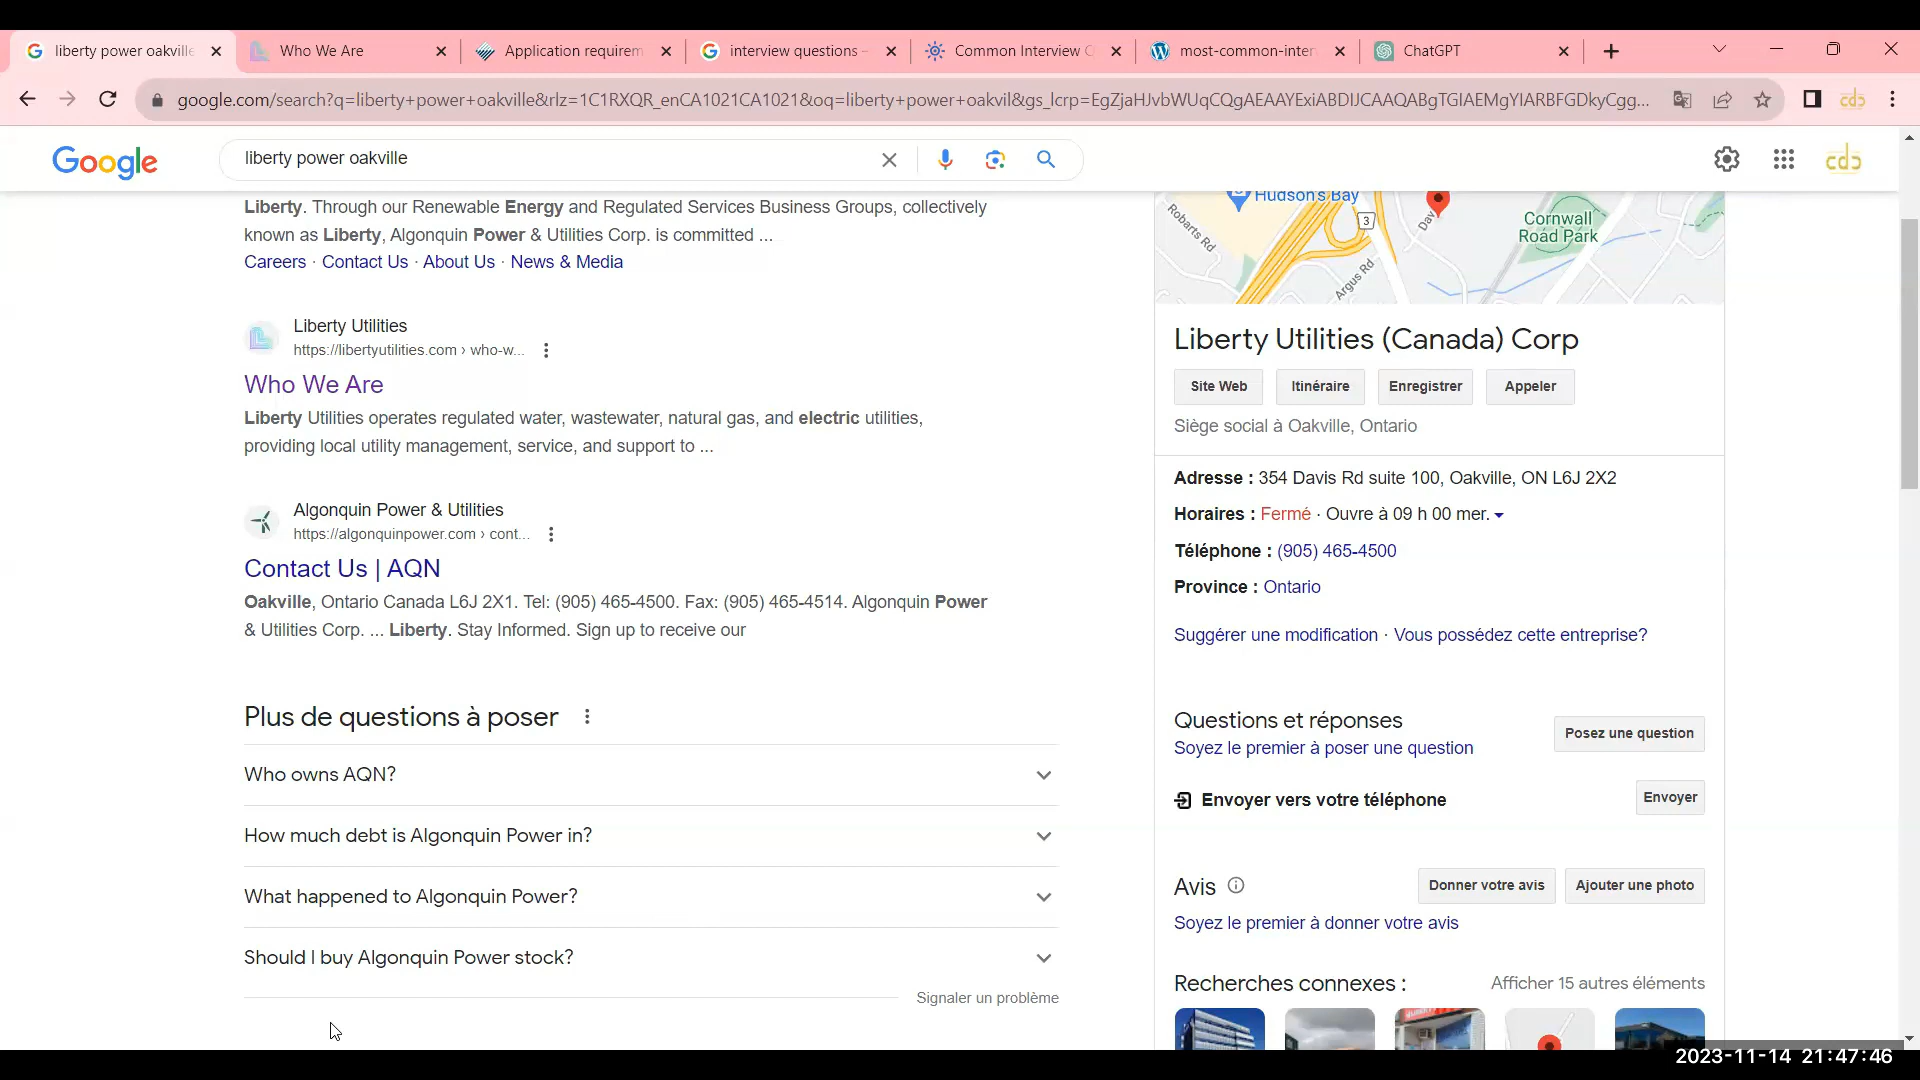 liberty power oakville
Who We Are
Application requirem
interview questions -
Common Interview
most-common-inter
ChatGPT
google.com/search?q=liberty+power+oakville&rlz=1C1RXQR_enCA1021CA1021&oq=liberty+power+oakvil&gs_lcrp=EgZjaHJvbWUqCQgAEAAYExiABDIJCAAQABgTGIAEMgYIARBFGDkyCgg...
Google
liberty power oakville
cdb
Liberty. Through our Renewable Energy and Regulated Services Business Groups, collectively
known as Liberty, Algonquin Power & Utilities Corp. is committed ...
Careers · Contact Us · About Us · News & Media
Liberty Utilities
https://libertyutilities.com › who-w...
Who We Are
Liberty Utilities operates regulated water, wastewater, natural gas, and electric utilities,
providing local utility management, service, and support to ...
Algonquin Power & Utilities
https://algonquinpower.com › cont...
Contact Us | AQN
Oakville, Ontario Canada L6J 2X1. Tel: (905) 465-4500. Fax: (905) 465-4514. Algonquin Power
& Utilities Corp. ... Liberty. Stay Informed. Sign up to receive our
Plus de questions à poser
Who owns AQN?
How much debt is Algonquin Power in?
What happened to Algonquin Power?
Should I buy Algonquin Power stock?
Signaler un problème
Hudson's Bay
Robarts Rd
3
Argus Rd
Cornwall
Road Park
Liberty Utilities (Canada) Corp
Site Web
Itinéraire
Enregistrer
Appeler
Siège social à Oakville, Ontario
Adresse : 354 Davis Rd suite 100, Oakville, ON L6J 2X2
Horaires : Fermé · Ouvre à 09 h 00 mer.
Téléphone : (905) 465-4500
Province : Ontario
Suggérer une modification · Vous possédez cette entreprise?
Questions et réponses
Soyez le premier à poser une question
Posez une question
Envoyer vers votre téléphone
Envoyer
Avis
Donner votre avis
Ajouter une photo
Soyez le premier à donner votre avis
Recherches connexes :
Afficher 15 autres éléments
2023-11-14 21:47:46